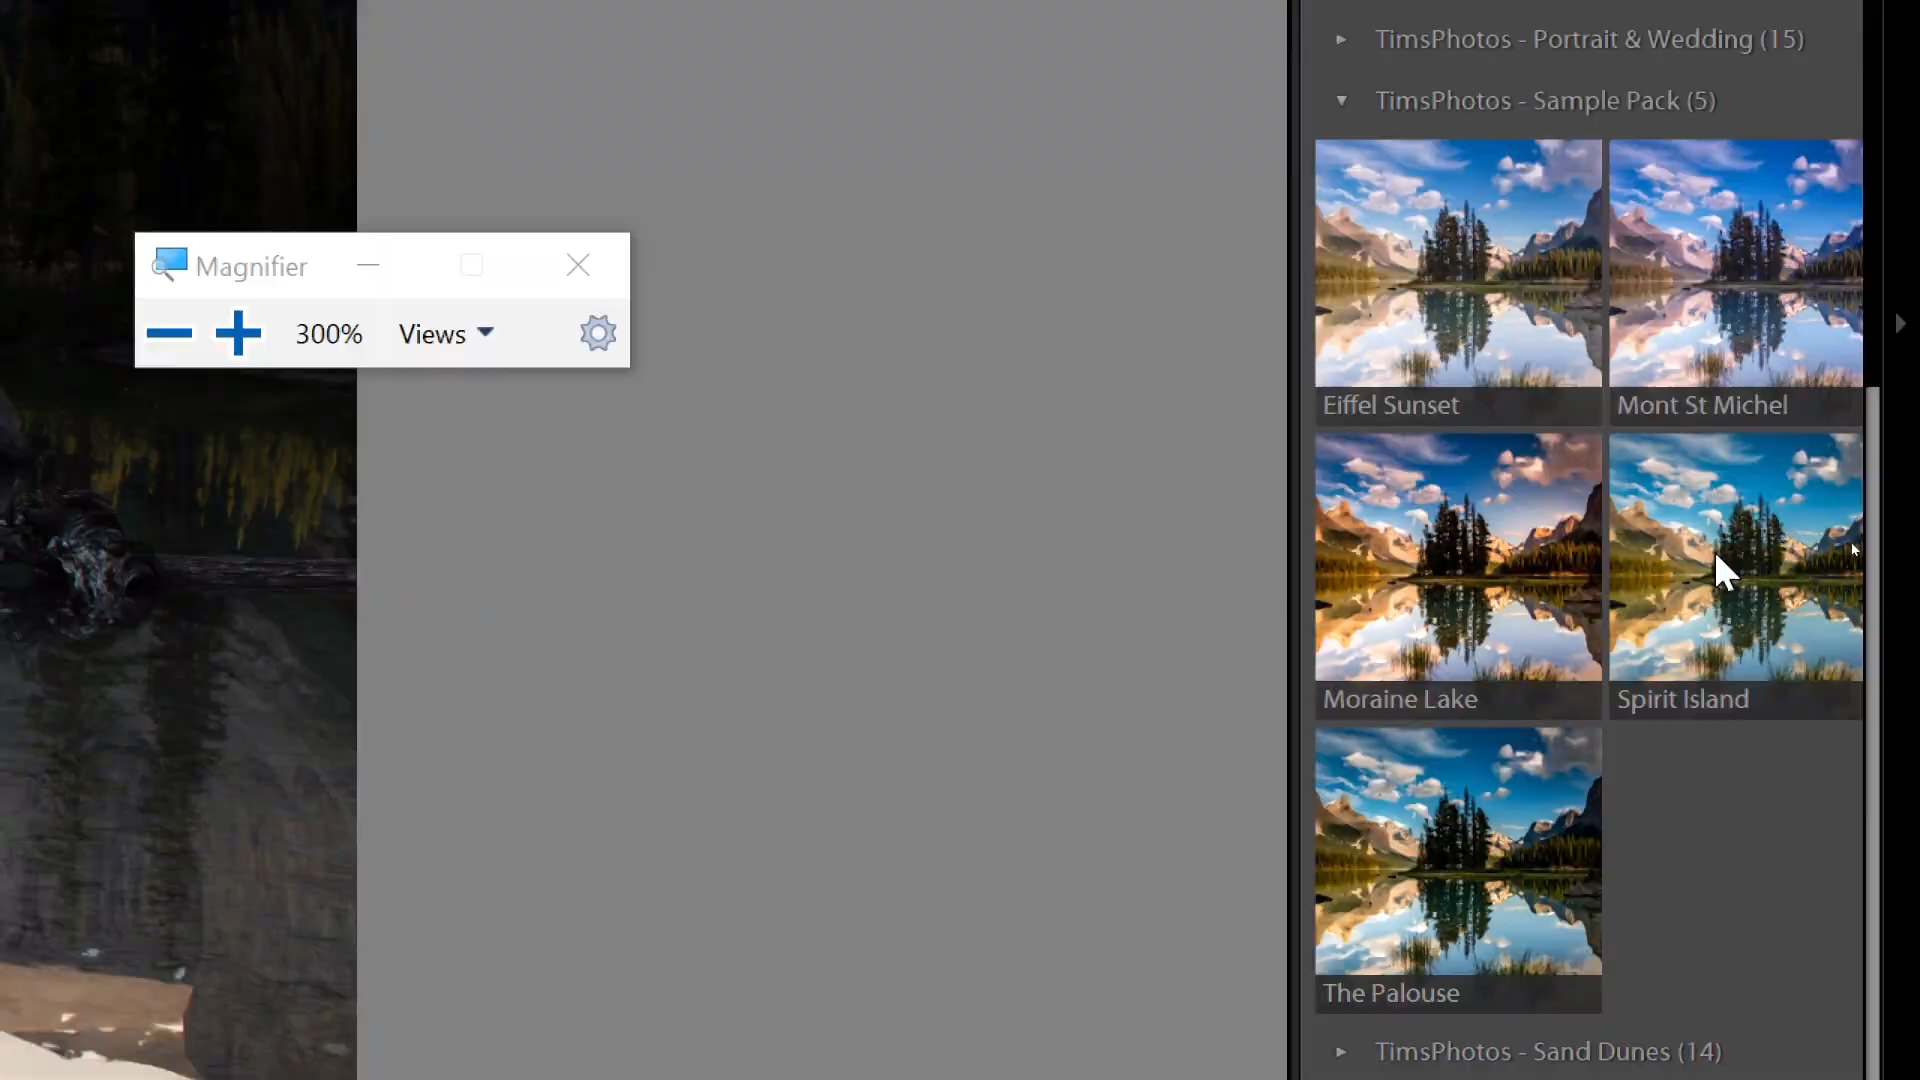 TimsPhotos - Portrait & Wedding (15)
TimsPhotos - Sample Pack (5)
Magnifier
300% Views
Eiffel Sunset
Mont St Michel
Moraine Lake
Spirit Island
The Palouse
TimsPhotos - Sand Dunes (14)